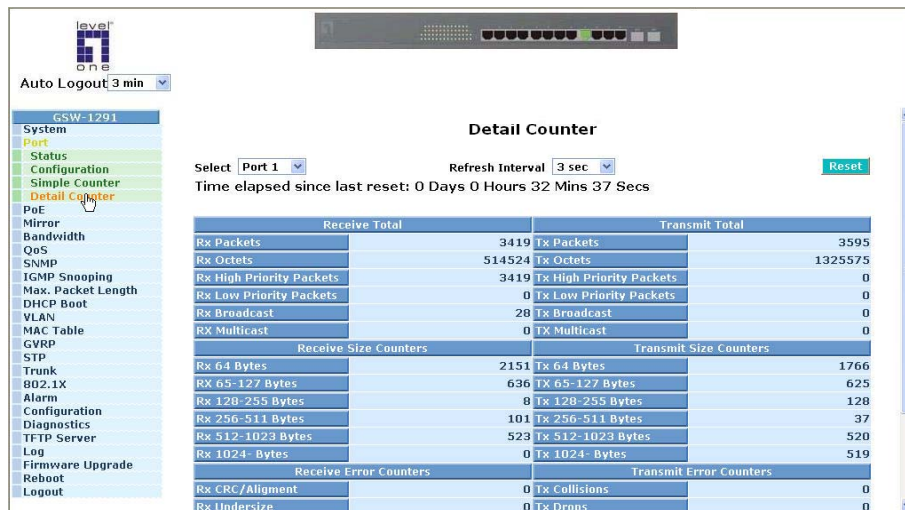 level
one
Auto Logout 3 min
GSW-1291
System
Port
Status
Configuration
Simple Counter
Detail Counter
PoE
Mirror
Bandwidth
QoS
SNMP
IGMP Snooping
Max. Packet Length
DHCP Boot
VLAN
MAC Table
GVRP
STP
Trunk
802.1X
Alarm
Configuration
Diagnostics
TFTP Server
Log
Firmware Upgrade
Reboot
Logout
Detail Counter
Select Port 1 Refresh Interval 3 sec Reset
Time elapsed since last reset: 0 Days 0 Hours 32 Mins 37 Secs
Receive Total Transmit Total
Rx Packets 3419 Tx Packets 3595
Rx Octets 514524 Tx Octets 1325575
Rx High Priority Packets 3419 Tx High Priority Packets 0
Rx Low Priority Packets 0 Tx Low Priority Packets 0
Rx Broadcast 28 Tx Broadcast 0
RX Multicast 0 TX Multicast 0
Receive Size Counters Transmit Size Counters
Rx 64 Bytes 2151 Tx 64 Bytes 1766
RX 65-127 Bytes 636 TX 65-127 Bytes 625
Rx 128-255 Bytes 8 Tx 128-255 Bytes 128
Rx 256-511 Bytes 101 Tx 256-511 Bytes 37
Rx 512-1023 Bytes 523 Tx 512-1023 Bytes 520
Rx 1024- Bytes 0 Tx 1024- Bytes 519
Receive Error Counters Transmit Error Counters
Rx CRC/Aligment 0 Tx Collisions 0
Rx Undersize 0 Tx Drops 0